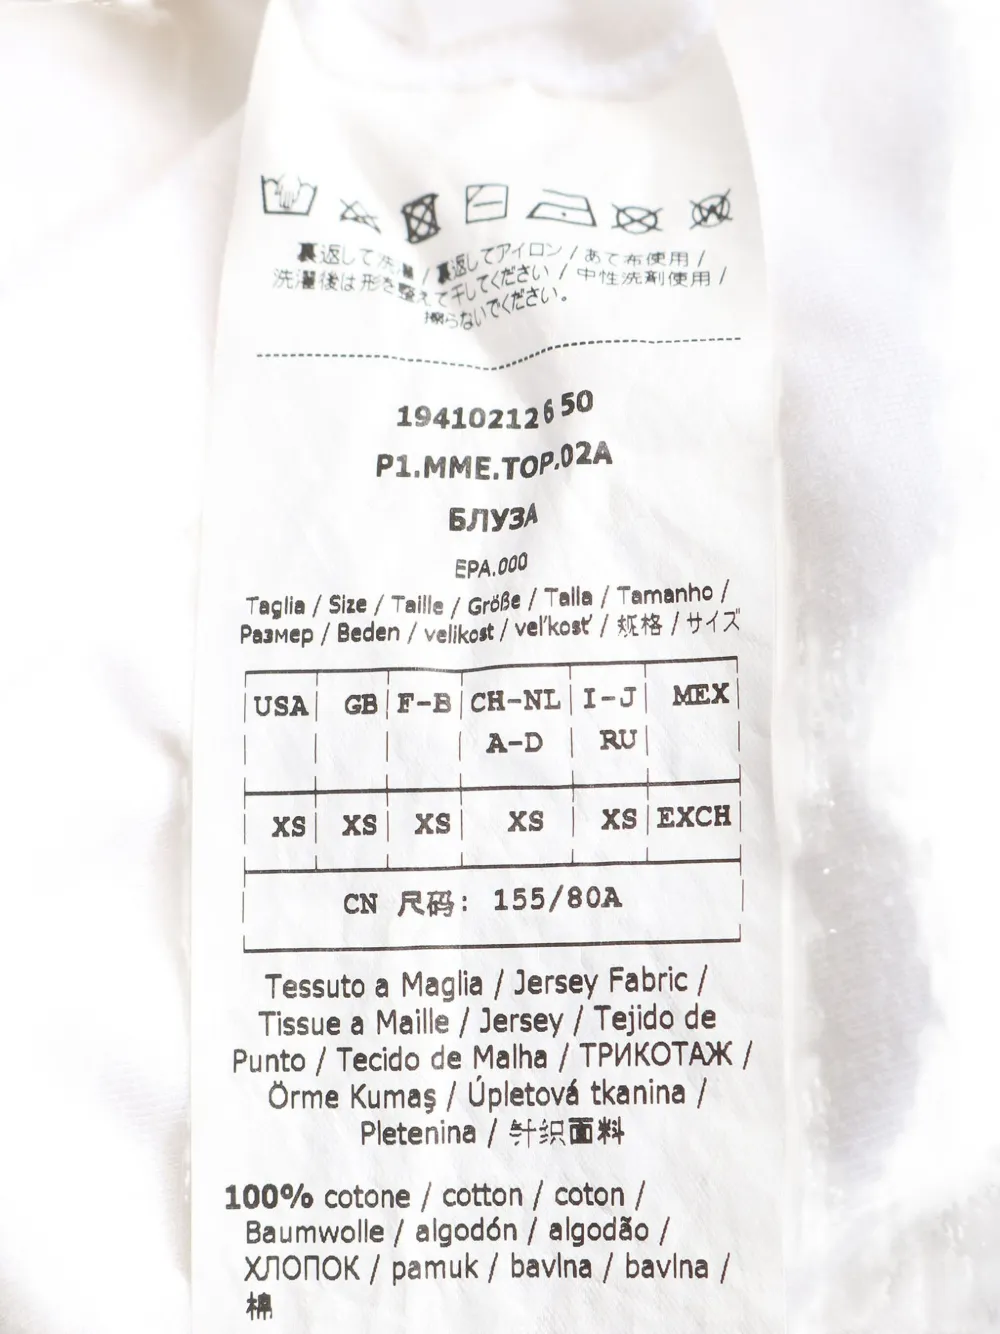 裏返して洗濯 / 裏返してアイロン / あて布使用 /
洗濯後は形を整えて干してください / 中性洗剤使用 /
擦らないでください。
19410212650
P1.MME.TOP.02A
БЛУЗА
EPA.000
Taglia / Size / Taille / Größe / Talla / Tamanho /
Размер / Beden / velikost / veľkosť / 规格 / サイズ
USA GB F-B CH-NL I-J MEX
A-D RU
XS XS XS XS XS EXCH
CN 尺码: 155/80A
Tessuto a Maglia / Jersey Fabric /
Tissue a Maille / Jersey / Tejido de
Punto / Tecido de Malha / ТРИКОТАЖ /
Örme Kumaş / Úpletová tkanina /
Pletenina / 针织面料
100% cotone / cotton / coton /
Baumwolle / algodón / algodão /
ХЛОПОК / pamuk / bavlna / bavlna /
棉